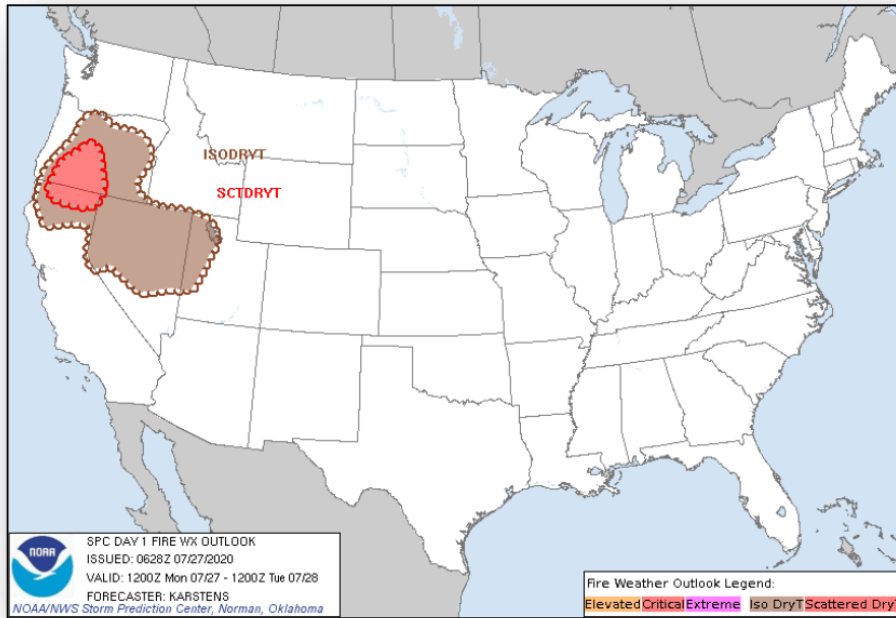 ISODRYT
SCTDRYT
NOAA
SPC DAY 1 FIRE WX OUTLOOK
ISSUED: 0628Z 07/27/2020
VALID: 1200Z Mon 07/27 - 1200Z Tue 07/28
FORECASTER: KARSTENS
NOAA/NWS Storm Prediction Center, Norman, Oklahoma
Fire Weather Outlook Legend:
Elevated Critical Extreme Iso DryT Scattered DryT